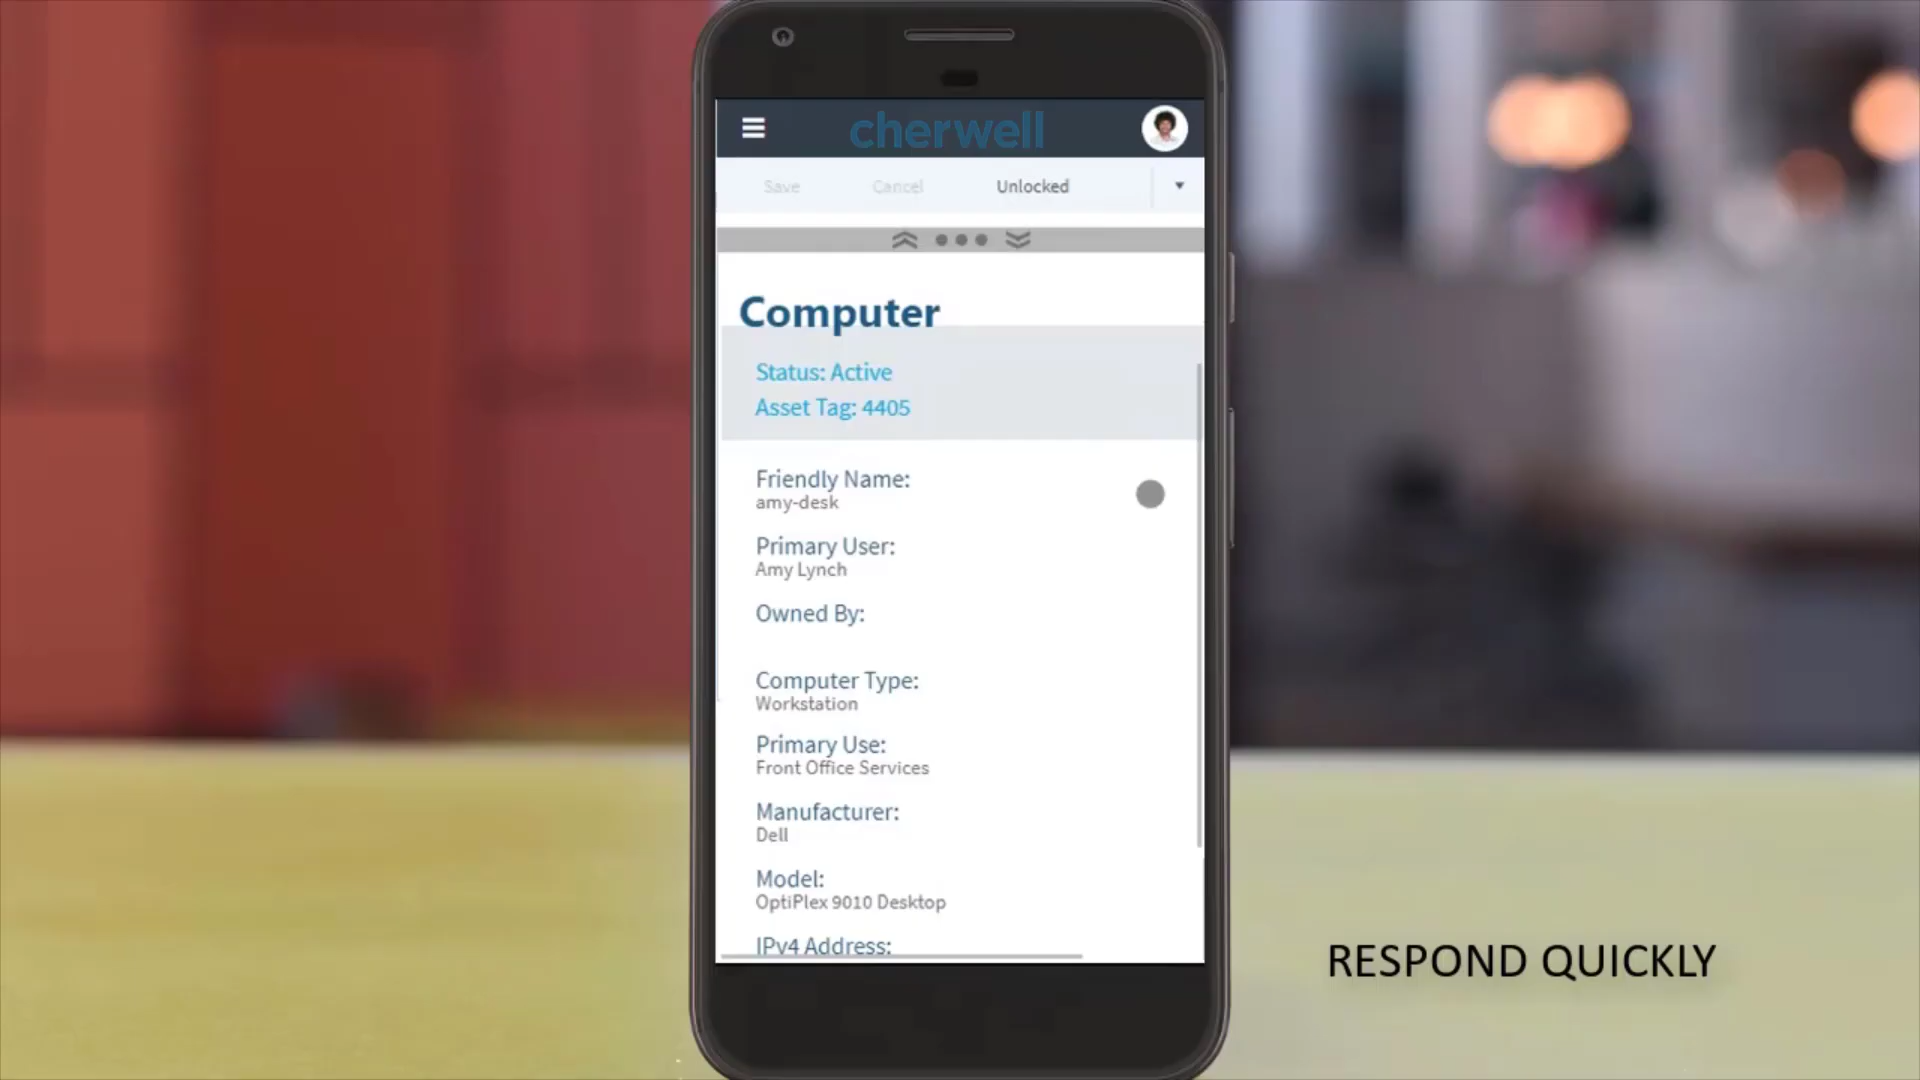 cherwell
Save Cancel Unlocked
Computer
Status: Active
Asset Tag: 4405
Friendly Name:
amy-desk
Primary User:
Amy Lynch
Owned By:
Computer Type:
Workstation
Primary Use:
Front Office Services
Manufacturer:
Dell
Model:
OptiPlex 9010 Desktop
IPv4 Address:
RESPOND QUICKLY